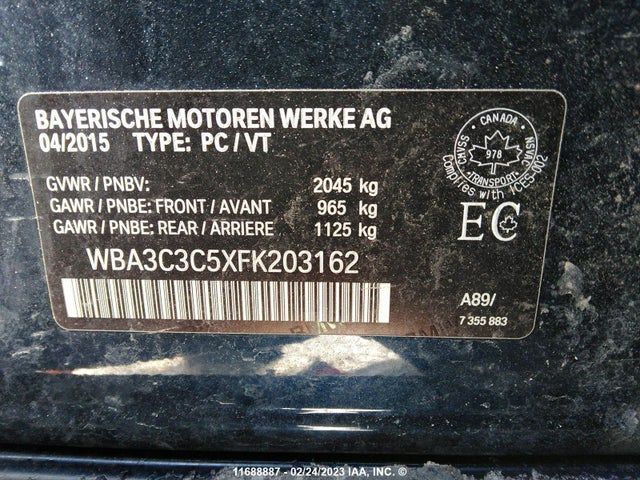 BAYERISCHE MOTOREN WERKE AG
04/2015 TYPE: PC / VT
GVWR / PNBV: 2045 kg
GAWR / PNBE: FRONT / AVANT 965 kg
GAWR / PNBE: REAR / ARRIERE 1125 kg
WBA3C3C5XFK203162
CANADA
CMVSS NSVAC
978
TRANSPORT
Complies with ICES-002
EC
A89/
7 355 883
11688887 - 02/24/2023 IAA, INC. ©